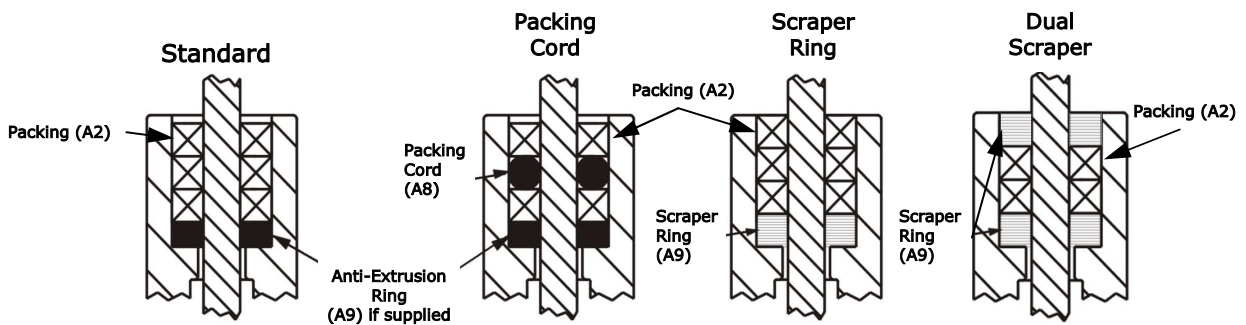 Standard
Packing (A2)
Packing
Cord
Packing
Cord
(A8)
Anti-Extrusion
Ring
(A9) if supplied
Packing (A2)
Scraper
Ring
Scraper
Ring
(A9)
Dual
Scraper
Packing (A2)
Scraper
Ring
(A9)